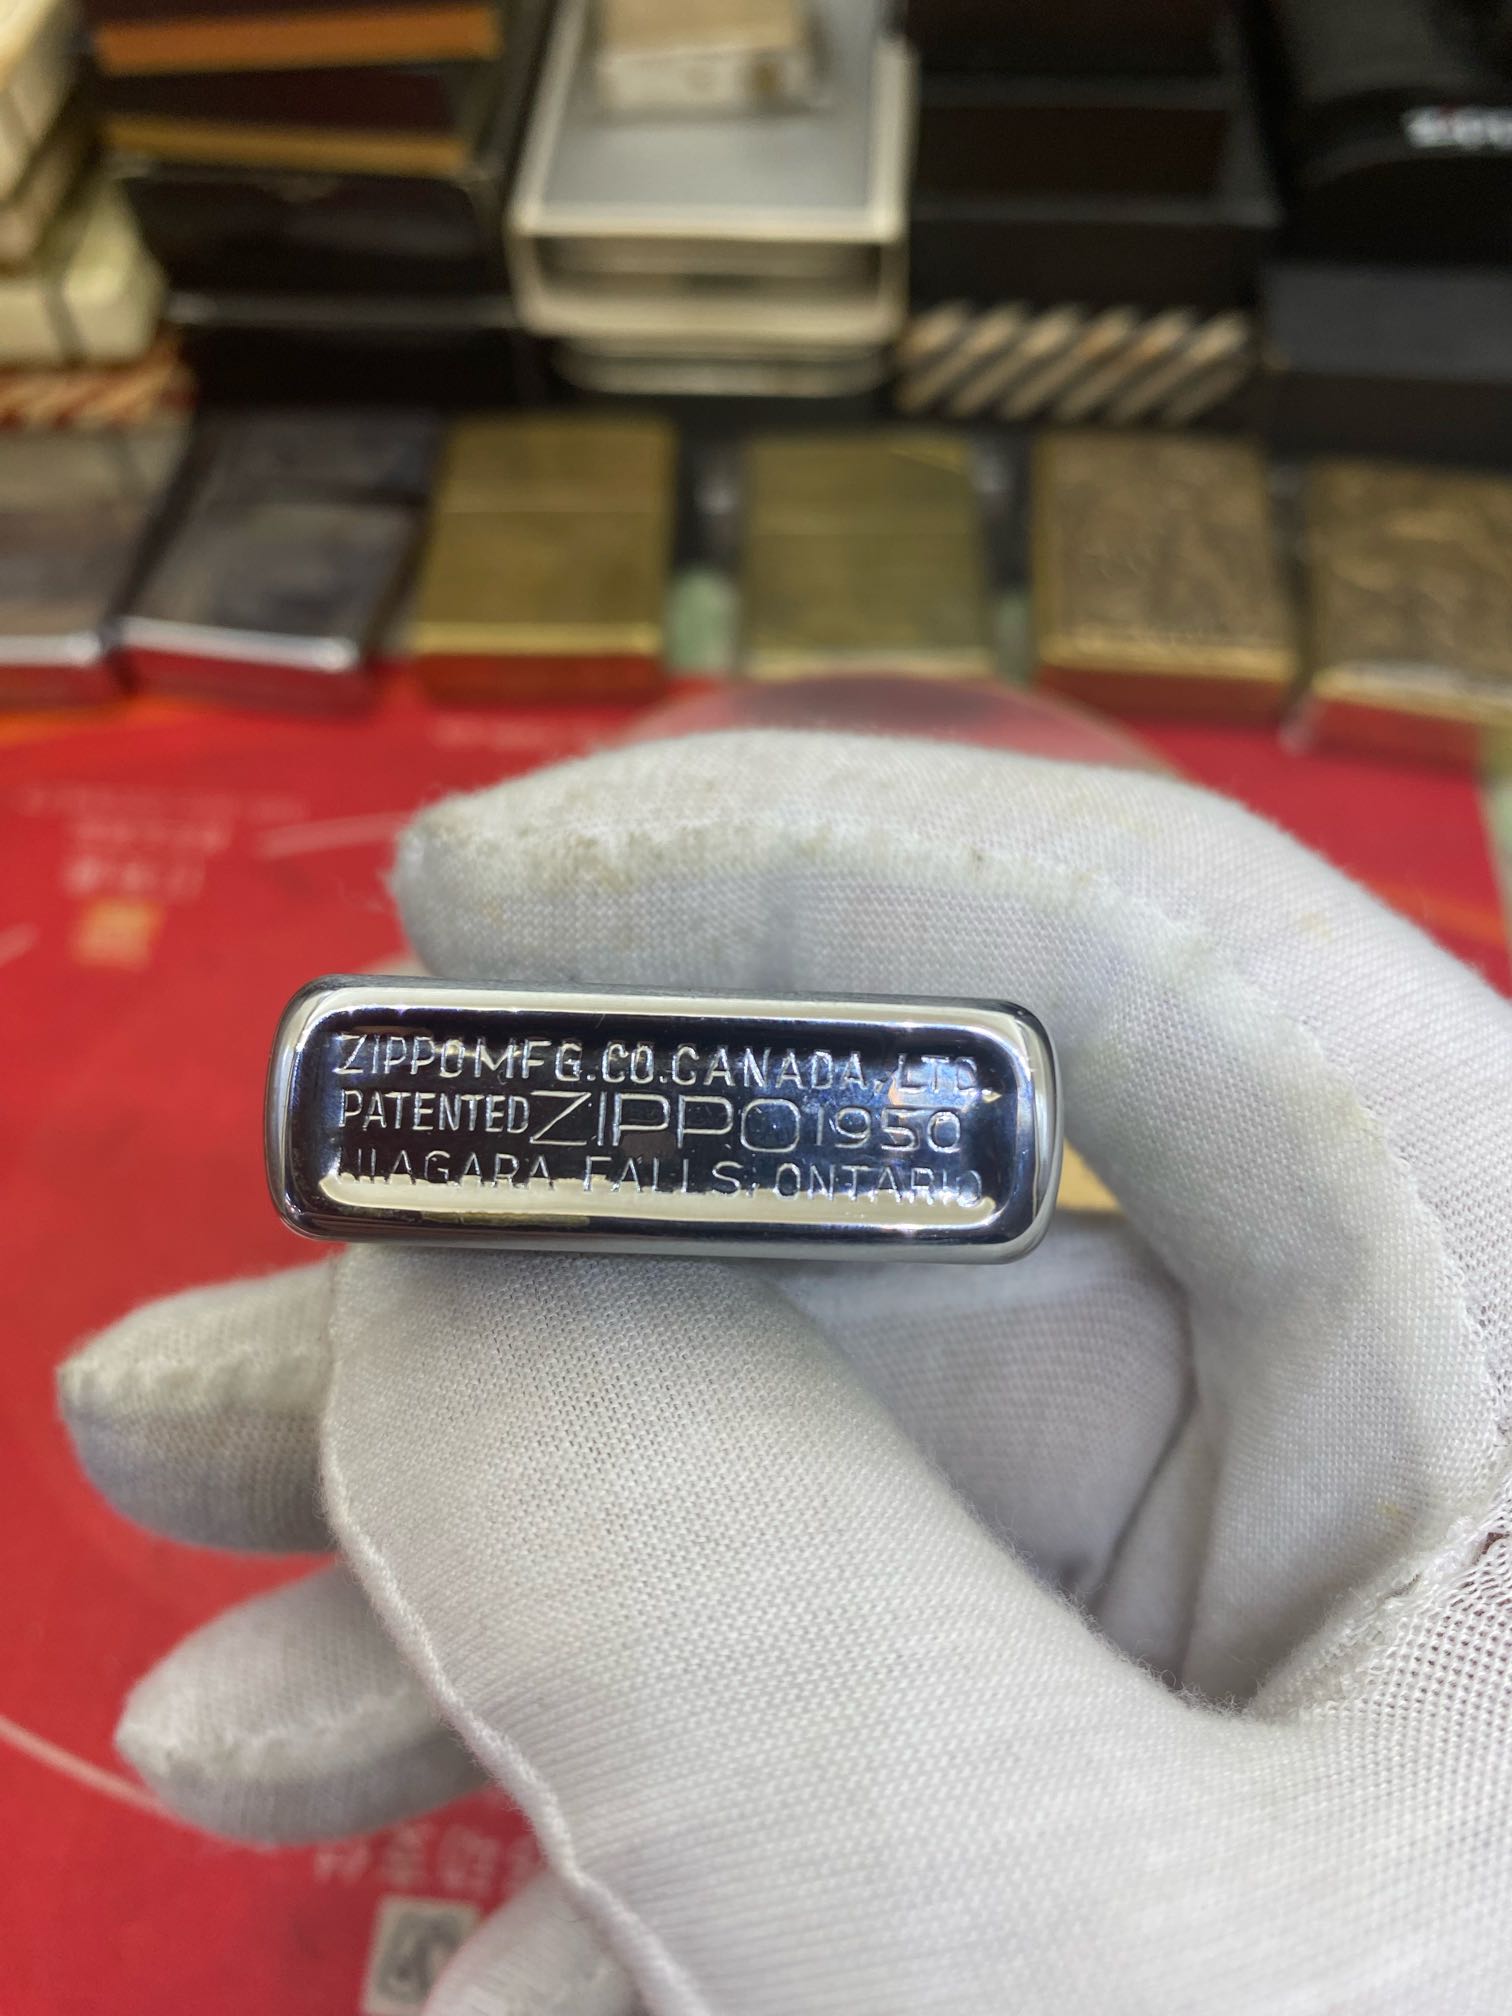 ZIPPO MFG.CO.CANADA, LTD.
PATENTED ZIPPO 1950
NIAGARA FALLS, ONTARIO